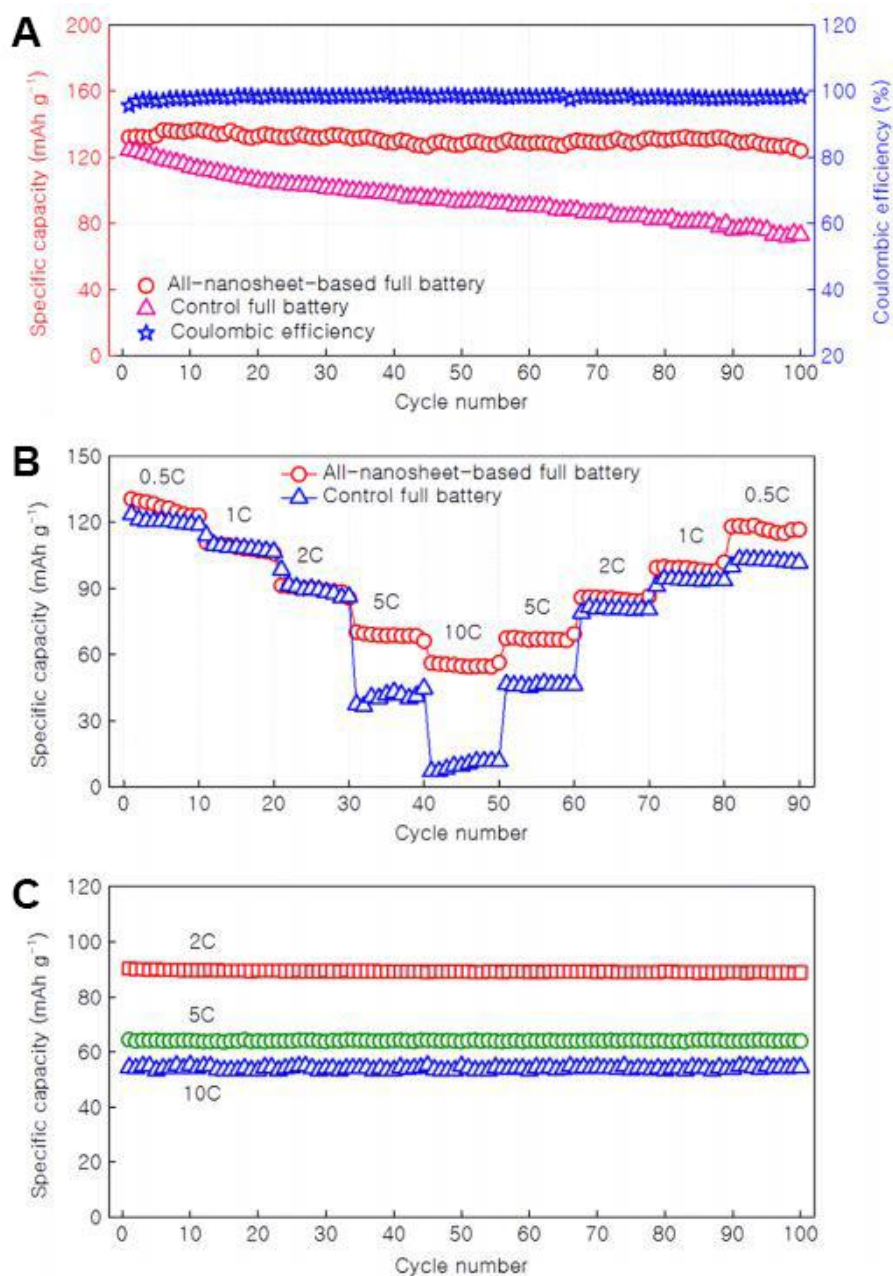 A
200
160
120
80
40
0
Specific capacity (mAh g⁻¹)
120
100
80
60
40
20
Coulombic efficiency (%)
All-nanosheet-based full battery
Control full battery
Coulombic efficiency
0 10 20 30 40 50 60 70 80 90 100
Cycle number
B
150
120
90
60
30
0
Specific capacity (mAh g⁻¹)
All-nanosheet-based full battery
Control full battery
0.5C
1C
2C
5C
10C
5C
2C
1C
0.5C
0 10 20 30 40 50 60 70 80 90
Cycle number
C
120
100
80
60
40
20
0
Specific capacity (mAh g⁻¹)
2C
5C
10C
0 10 20 30 40 50 60 70 80 90 100
Cycle number